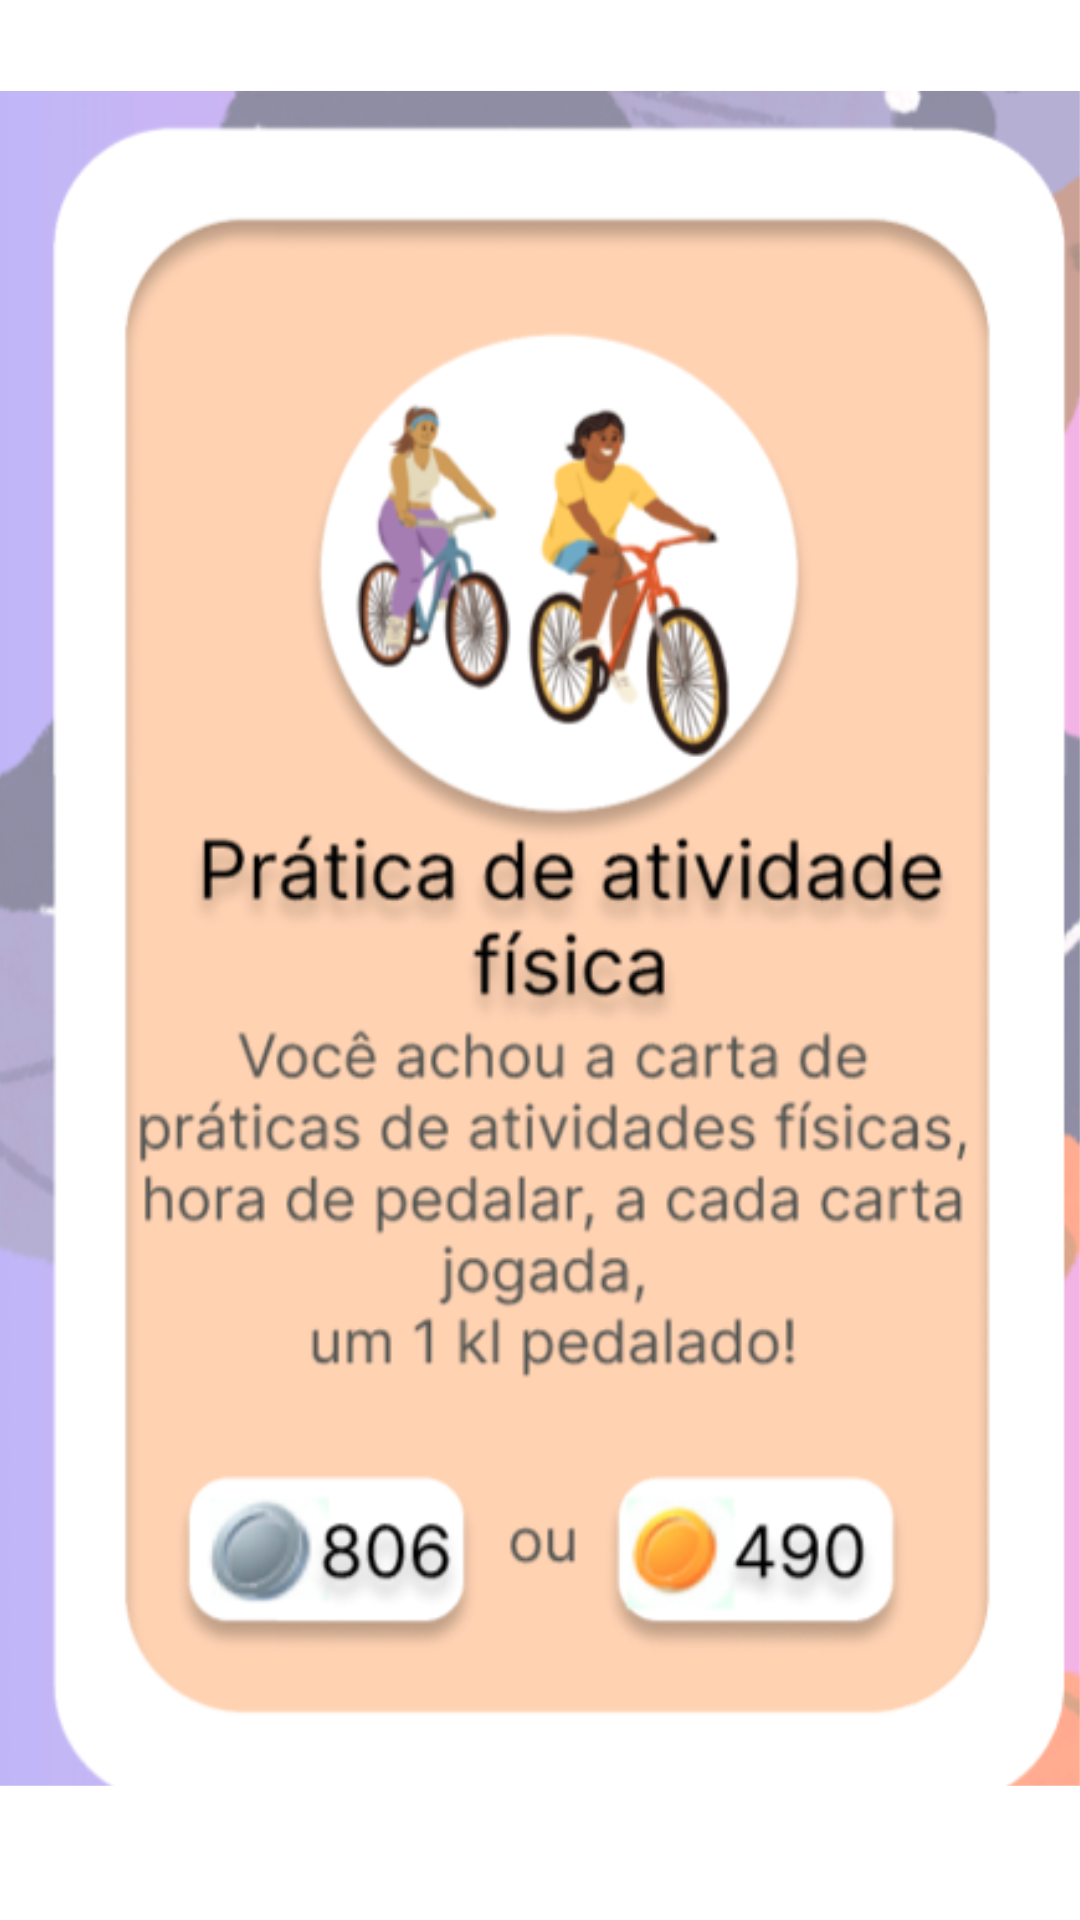 Prática de atividade
física
Você achou a carta de
práticas de atividades físicas,
hora de pedalar, a cada carta
jogada,
um 1 kl pedalado!
806 ou 490